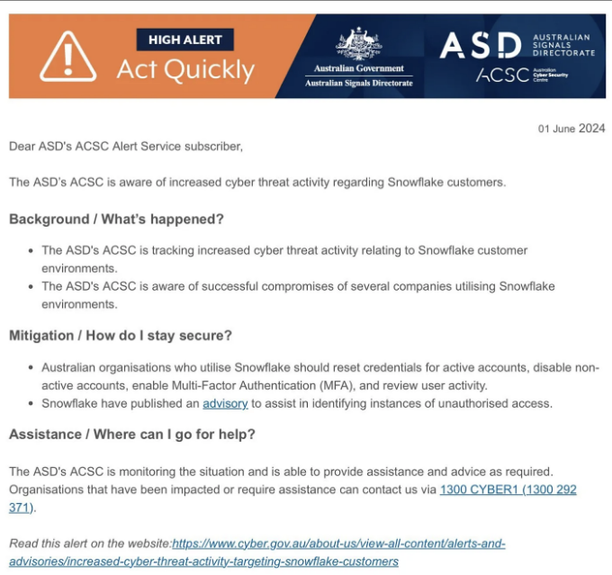 HIGH ALERT
Act Quickly
Australian Government
Australian Signals Directorate
ASD
AUSTRALIAN
SIGNALS
DIRECTORATE
ACSC
Australian
Cyber Security
Centre
01 June 2024
Dear ASD's ACSC Alert Service subscriber,
The ASD's ACSC is aware of increased cyber threat activity regarding Snowflake customers.
Background / What's happened?
• The ASD's ACSC is tracking increased cyber threat activity relating to Snowflake customer
environments.
• The ASD's ACSC is aware of successful compromises of several companies utilising Snowflake
environments.
Mitigation / How do I stay secure?
• Australian organisations who utilise Snowflake should reset credentials for active accounts, disable non-
active accounts, enable Multi-Factor Authentication (MFA), and review user activity.
• Snowflake have published an advisory to assist in identifying instances of unauthorised access.
Assistance / Where can I go for help?
The ASD's ACSC is monitoring the situation and is able to provide assistance and advice as required.
Organisations that have been impacted or require assistance can contact us via 1300 CYBER1 (1300 292
371).
Read this alert on the website:https://www.cyber.gov.au/about-us/view-all-content/alerts-and-
advisories/increased-cyber-threat-activity-targeting-snowflake-customers